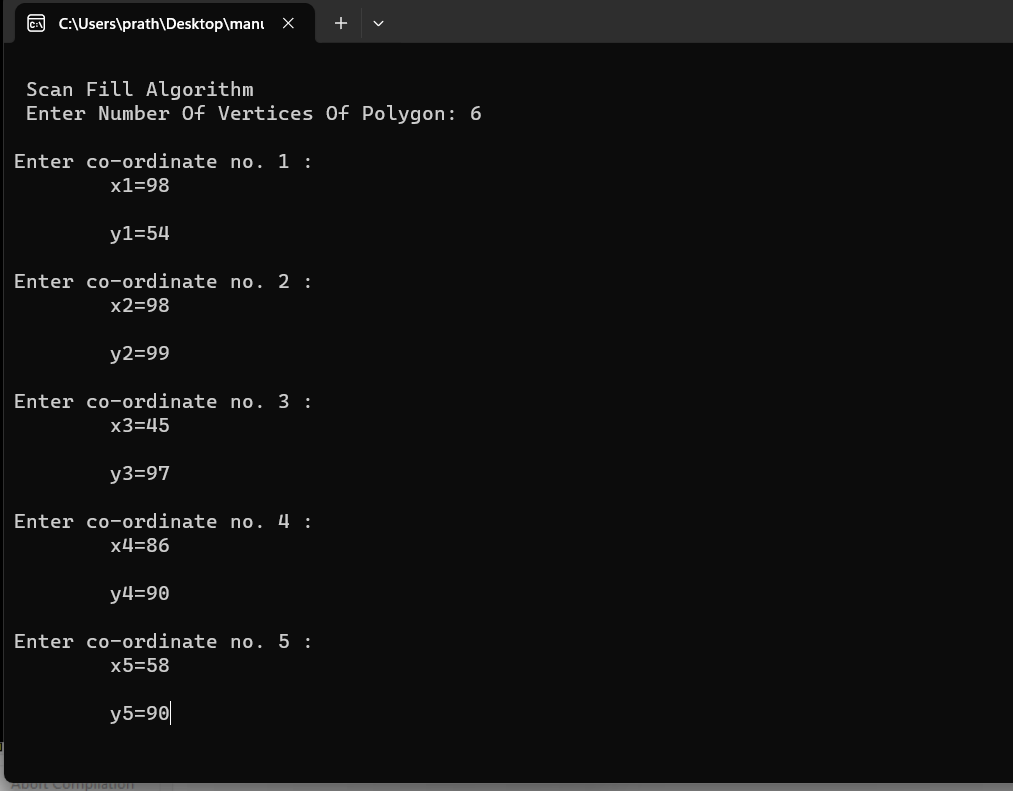 C:\Users\prath\Desktop\manu
Scan Fill Algorithm
Enter Number Of Vertices Of Polygon: 6
Enter co-ordinate no. 1 :
x1=98
y1=54
Enter co-ordinate no. 2 :
x2=98
y2=99
Enter co-ordinate no. 3 :
x3=45
y3=97
Enter co-ordinate no. 4 :
x4=86
y4=90
Enter co-ordinate no. 5 :
x5=58
y5=90
Abort Compilation